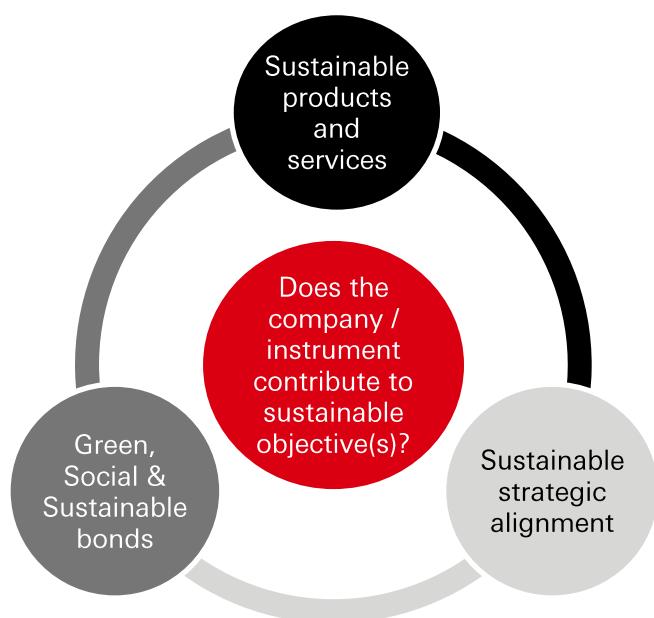 Sustainable
products
and
services
Does the
company /
instrument
contribute to
sustainable
objective(s)?
Green,
Social &
Sustainable
bonds
Sustainable
strategic
alignment